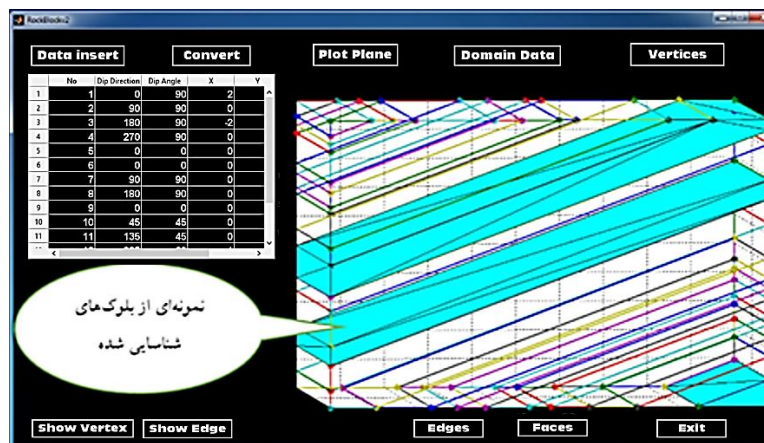 RockBlock-v2
Data insert Convert Plot Plane Domain Data Vertices
No Dip Direction Dip Angle X Y
1 1 0 90 2
2 2 90 90 0
3 3 180 90 -2
4 4 270 90 0
5 5 0 0 0
6 6 0 0 0
7 7 90 90 0
8 8 180 90 0
9 9 0 0 0
10 10 45 45 0
11 11 135 45 0
نمونه‌ای از بلوک‌های
شناسایی شده
Show Vertex Show Edge Edges Faces Exit